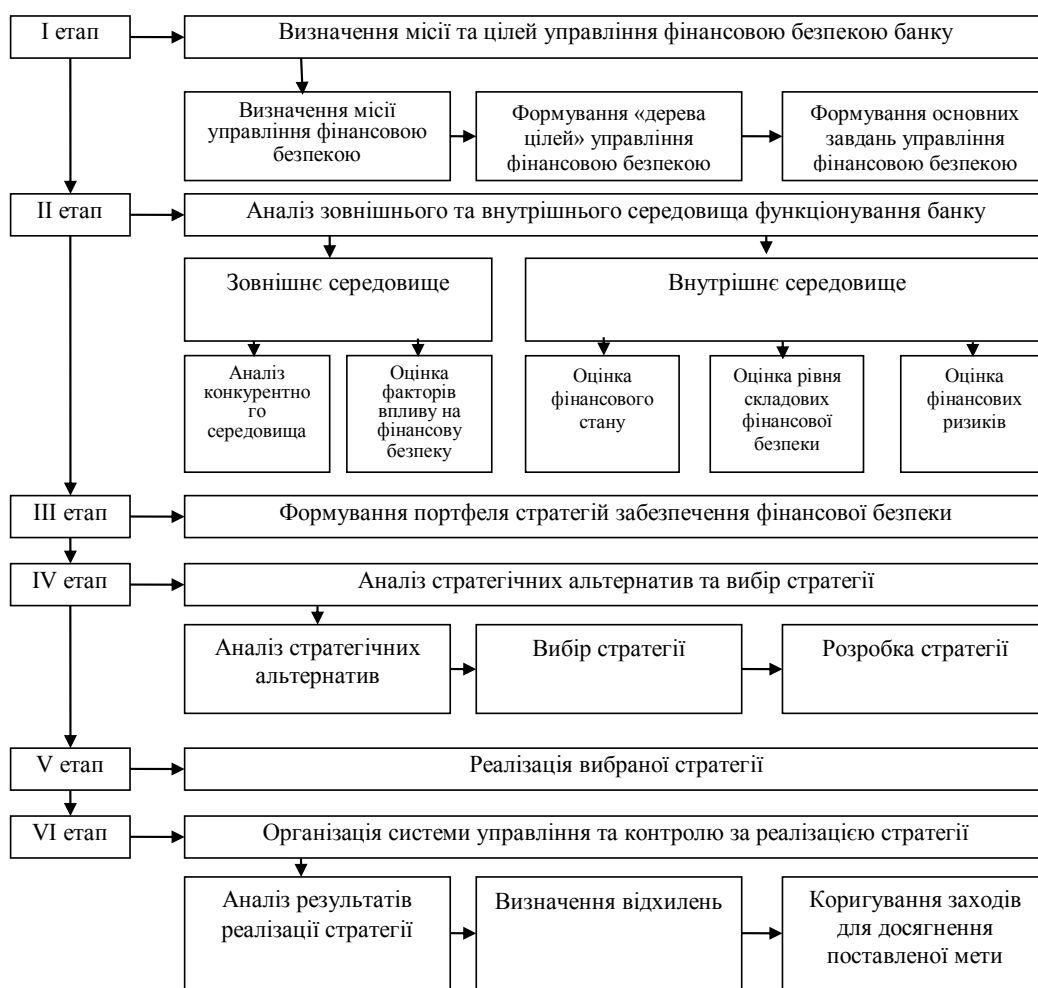 І етап
Визначення місії та цілей управління фінансовою безпекою банку
Визначення місії
управління фінансовою
безпекою
Формування «дерева
цілей» управління
фінансовою безпекою
Формування основних
завдань управління
фінансовою безпекою
ІІ етап
Аналіз зовнішнього та внутрішнього середовища функціонування банку
Зовнішнє середовище
Внутрішнє середовище
Аналіз
конкурентно
го
середовища
Оцінка
факторів
впливу на
фінансову
безпеку
Оцінка
фінансового
стану
Оцінка рівня
складових
фінансової
безпеки
Оцінка
фінансових
ризиків
ІІІ етап
Формування портфеля стратегій забезпечення фінансової безпеки
IV етап
Аналіз стратегічних альтернатив та вибір стратегії
Аналіз стратегічних
альтернатив
Вибір стратегії
Розробка стратегії
V етап
Реалізація вибраної стратегії
VI етап
Організація системи управління та контролю за реалізацією стратегії
Аналіз результатів
реалізації стратегії
Визначення відхилень
Коригування заходів
для досягнення
поставленої мети